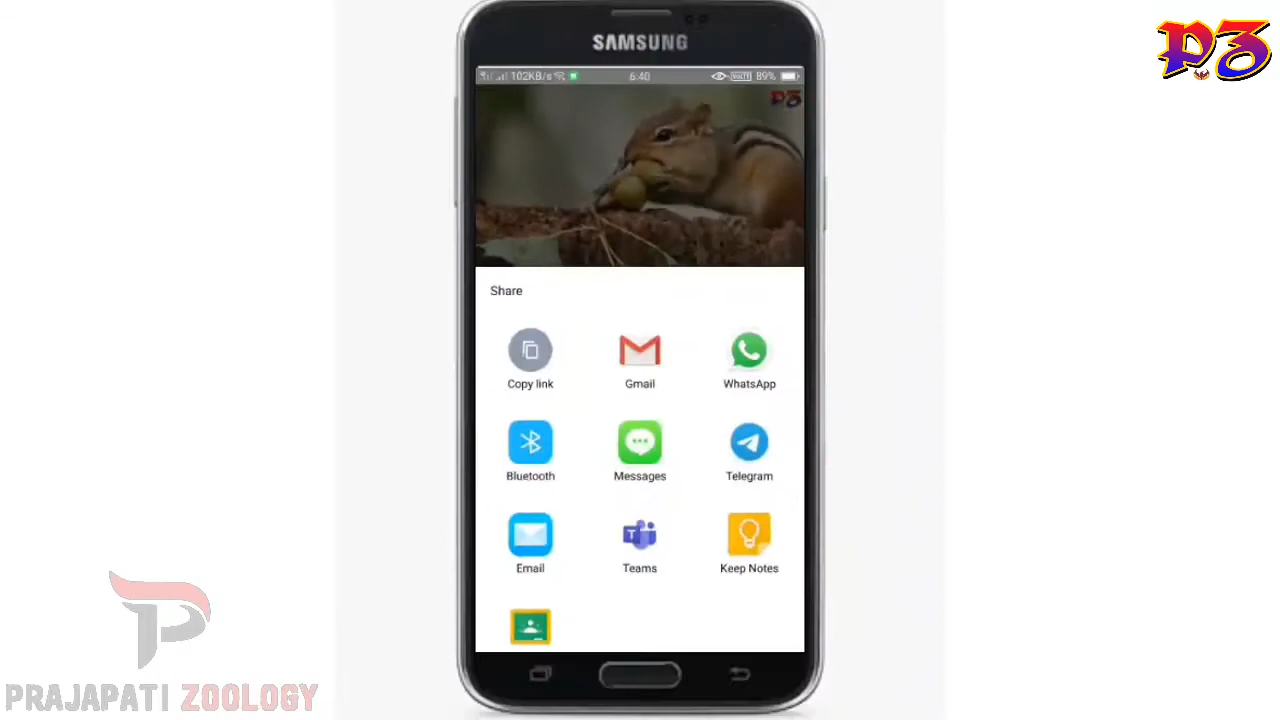 SAMSUNG
102KB/s 6:40 VoLTE 89%
P3
P3
Share
Copy link Gmail WhatsApp
Bluetooth Messages Telegram
Email Teams Keep Notes
PRAJAPATI ZOOLOGY